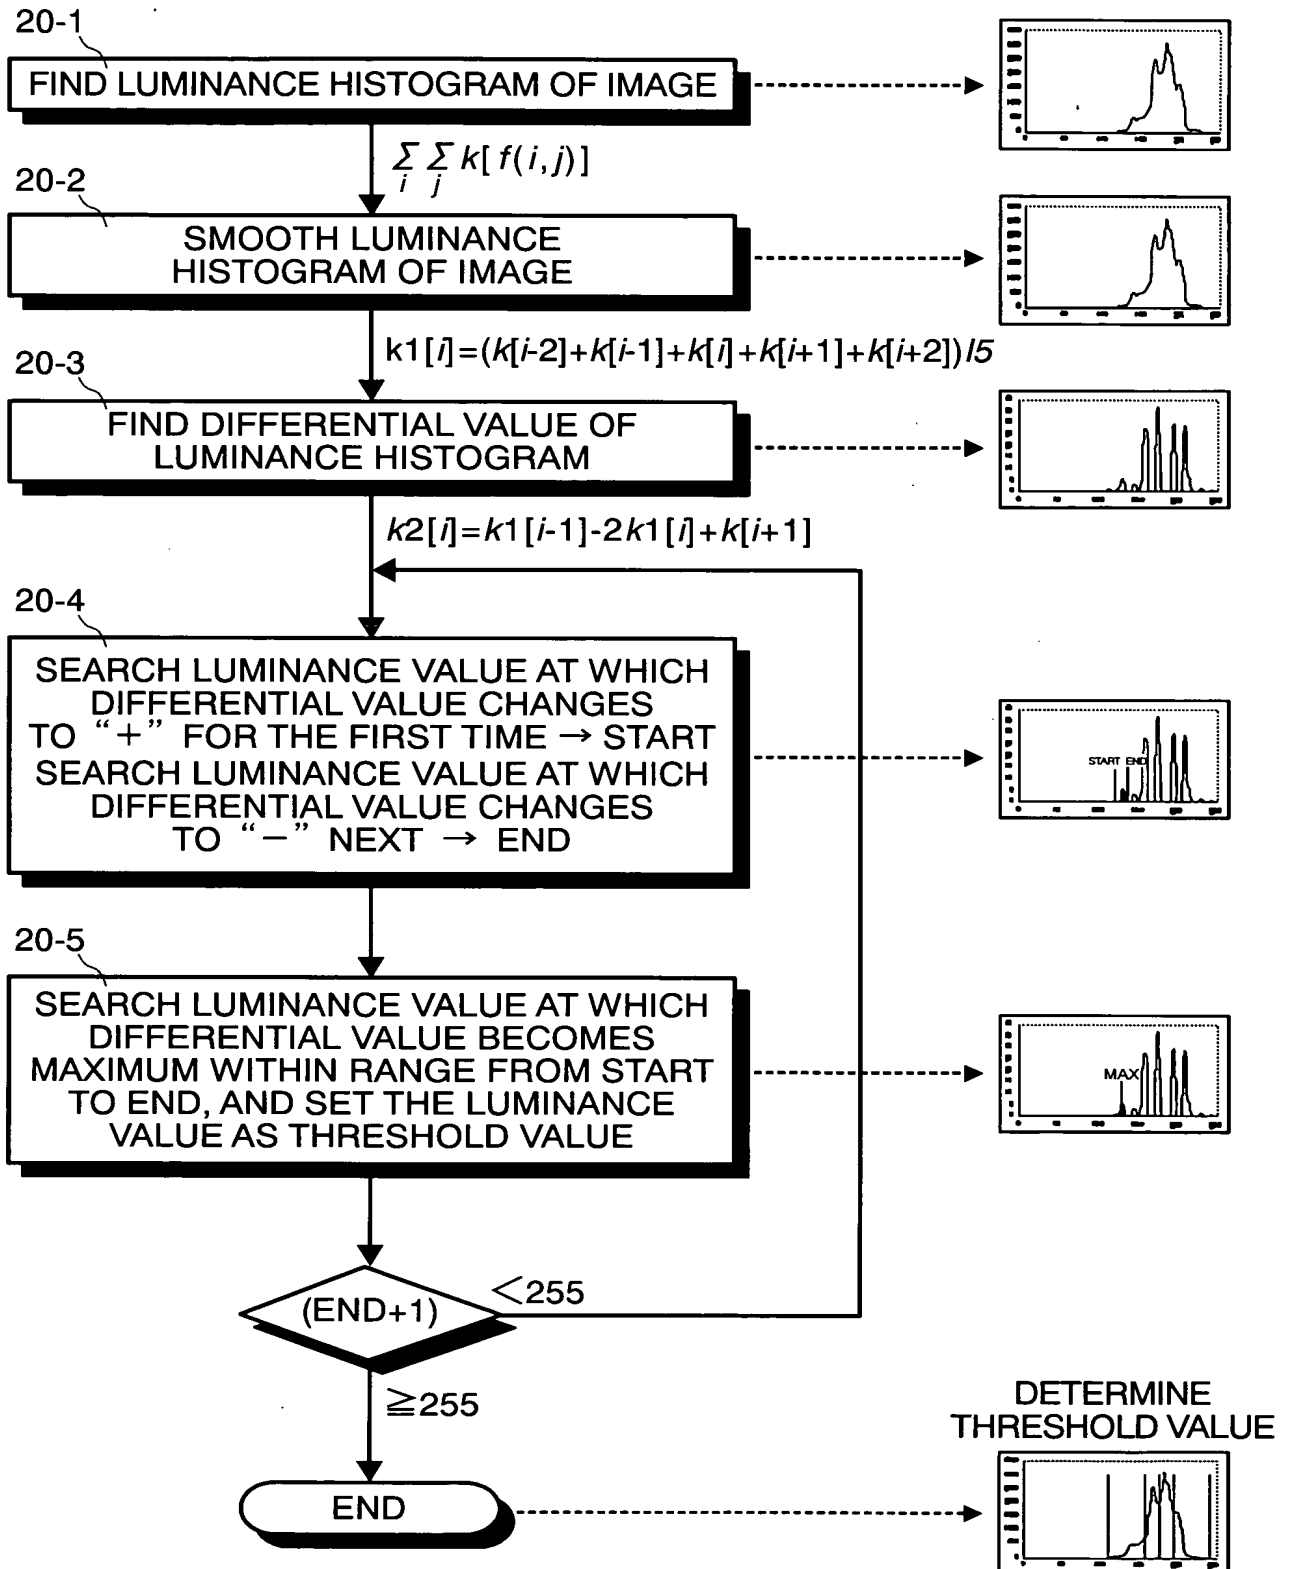 20-1
FIND LUMINANCE HISTOGRAM OF IMAGE
Σ Σ k[f(i,j)]
i j
20-2
SMOOTH LUMINANCE
HISTOGRAM OF IMAGE
k1[i]=(k[i-2]+k[i-1]+k[i]+k[i+1]+k[i+2])/5
20-3
FIND DIFFERENTIAL VALUE OF
LUMINANCE HISTOGRAM
k2[i]=k1[i-1]-2k1[i]+k[i+1]
20-4
SEARCH LUMINANCE VALUE AT WHICH
DIFFERENTIAL VALUE CHANGES
TO “+” FOR THE FIRST TIME → START
SEARCH LUMINANCE VALUE AT WHICH
DIFFERENTIAL VALUE CHANGES
TO “−” NEXT → END
START END
20-5
SEARCH LUMINANCE VALUE AT WHICH
DIFFERENTIAL VALUE BECOMES
MAXIMUM WITHIN RANGE FROM START
TO END, AND SET THE LUMINANCE
VALUE AS THRESHOLD VALUE
MAX
(END+1)
<255
≧255
DETERMINE
THRESHOLD VALUE
END